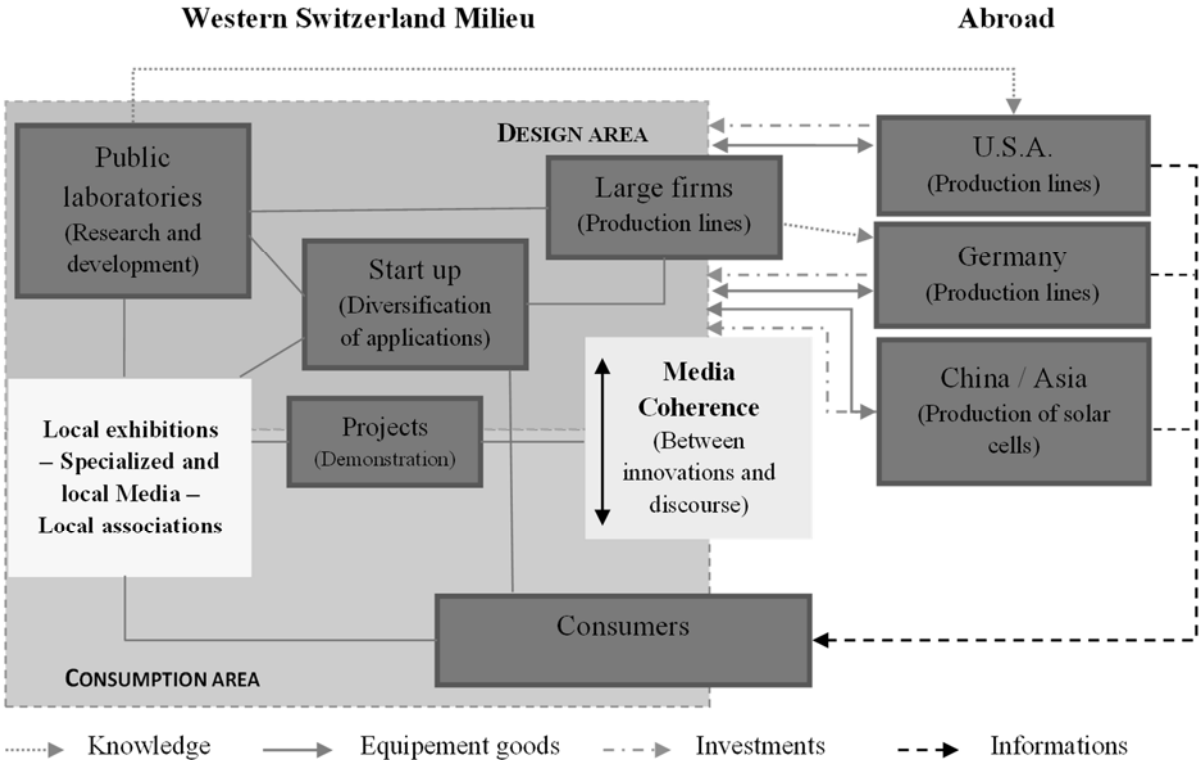 Western Switzerland Milieu
Abroad
DESIGN AREA
Public
laboratories
(Research and
development)
Large firms
(Production lines)
Start up
(Diversification
of applications)
U.S.A.
(Production lines)
Germany
(Production lines)
China / Asia
(Production of solar
cells)
Media
Coherence
(Between
innovations and
discourse)
Local exhibitions
– Specialized and
local Media –
Local associations
Projects
(Demonstration)
Consumers
CONSUMPTION AREA
Knowledge
Equipement goods
Investments
Informations